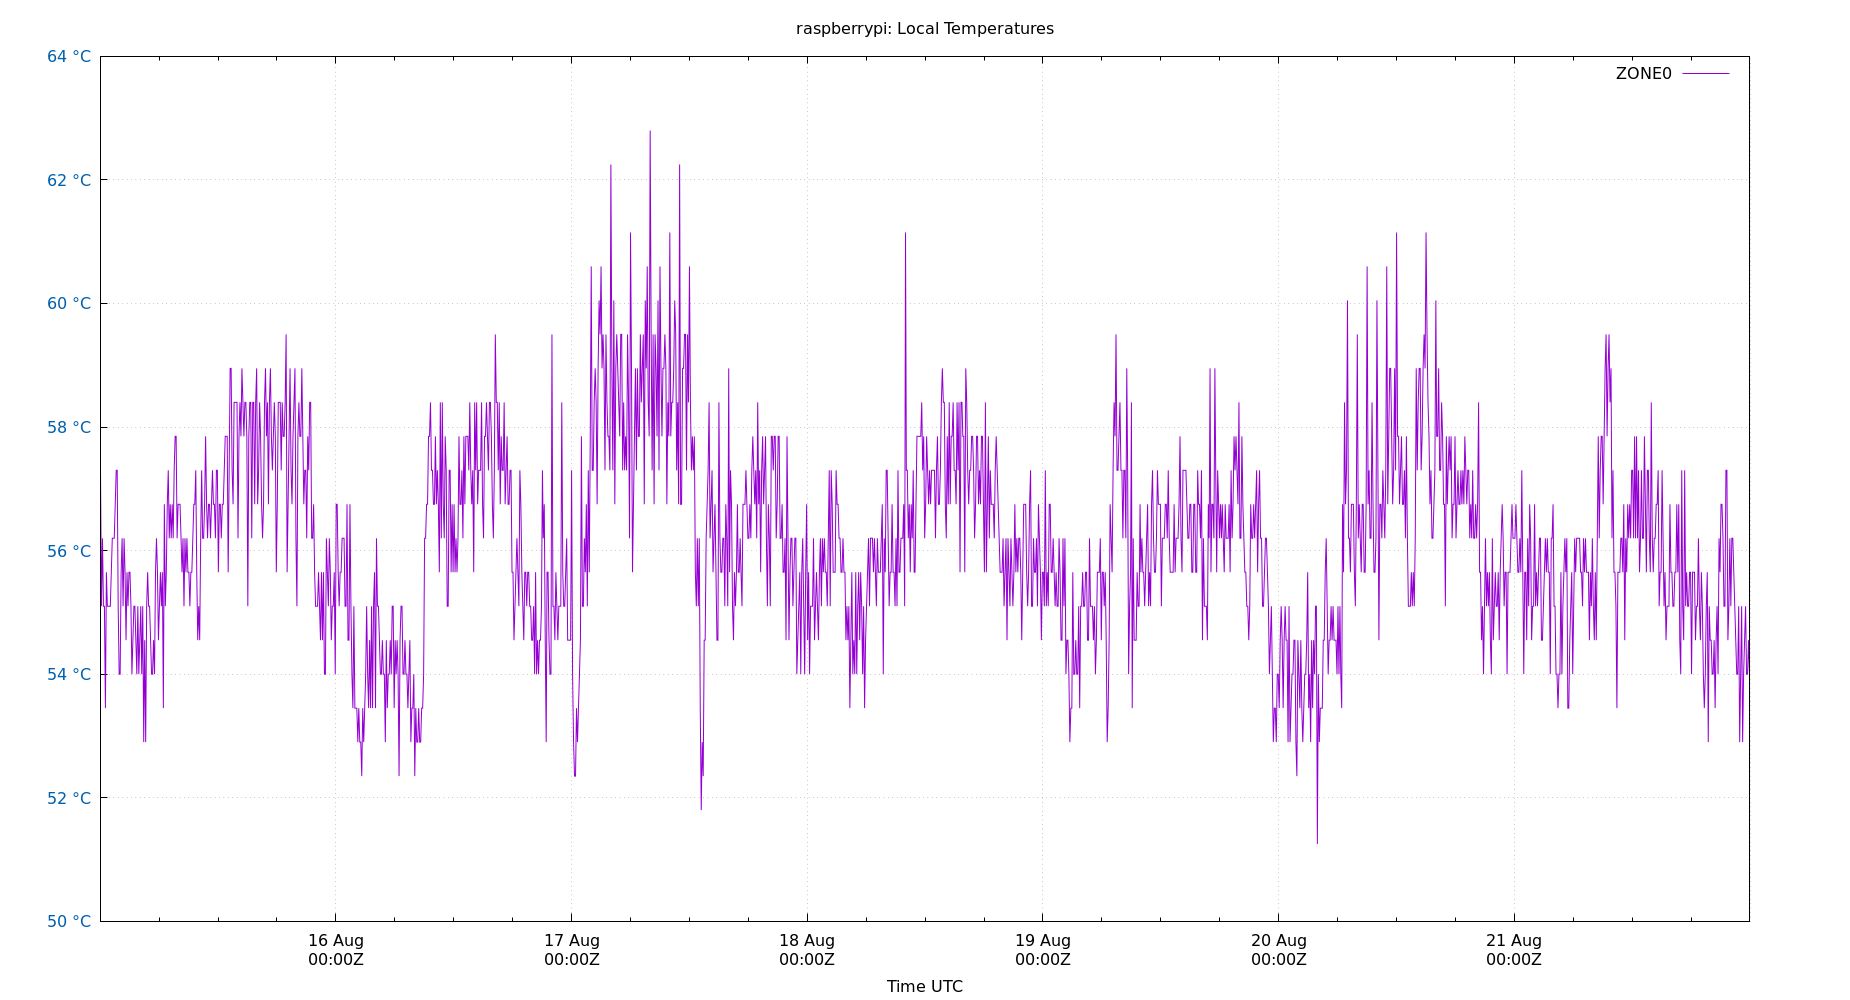 raspberrypi: Local Temperatures
64 °C
ZONE0
62 °C
60 °C
58 °C
56 °C
54 °C
52 °C
50 °C
16 Aug 17 Aug 18 Aug 19 Aug 20 Aug 21 Aug
00:00Z 00:00Z 00:00Z 00:00Z 00:00Z 00:00Z
Time UTC